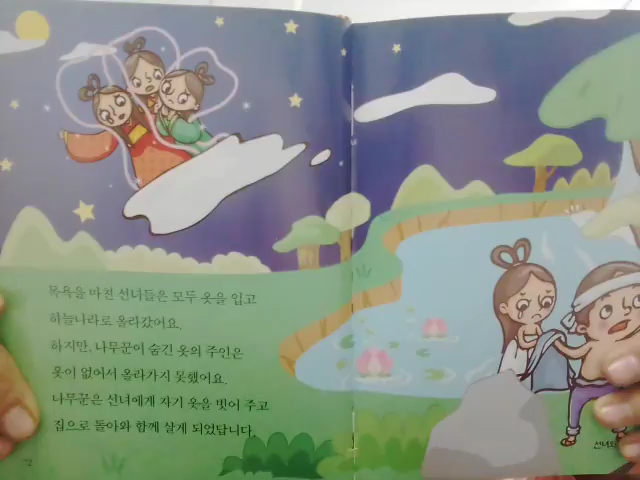 목욕을 마친 선녀들은 모두 옷을 입고
하늘나라로 올라갔어요.
하지만, 나무꾼이 숨긴 옷의 주인은
옷이 없어서 올라가지 못했어요.
나무꾼은 선녀에게 자기 옷을 벗어 주고
집으로 돌아와 함께 살게 되었답니다.
선녀와